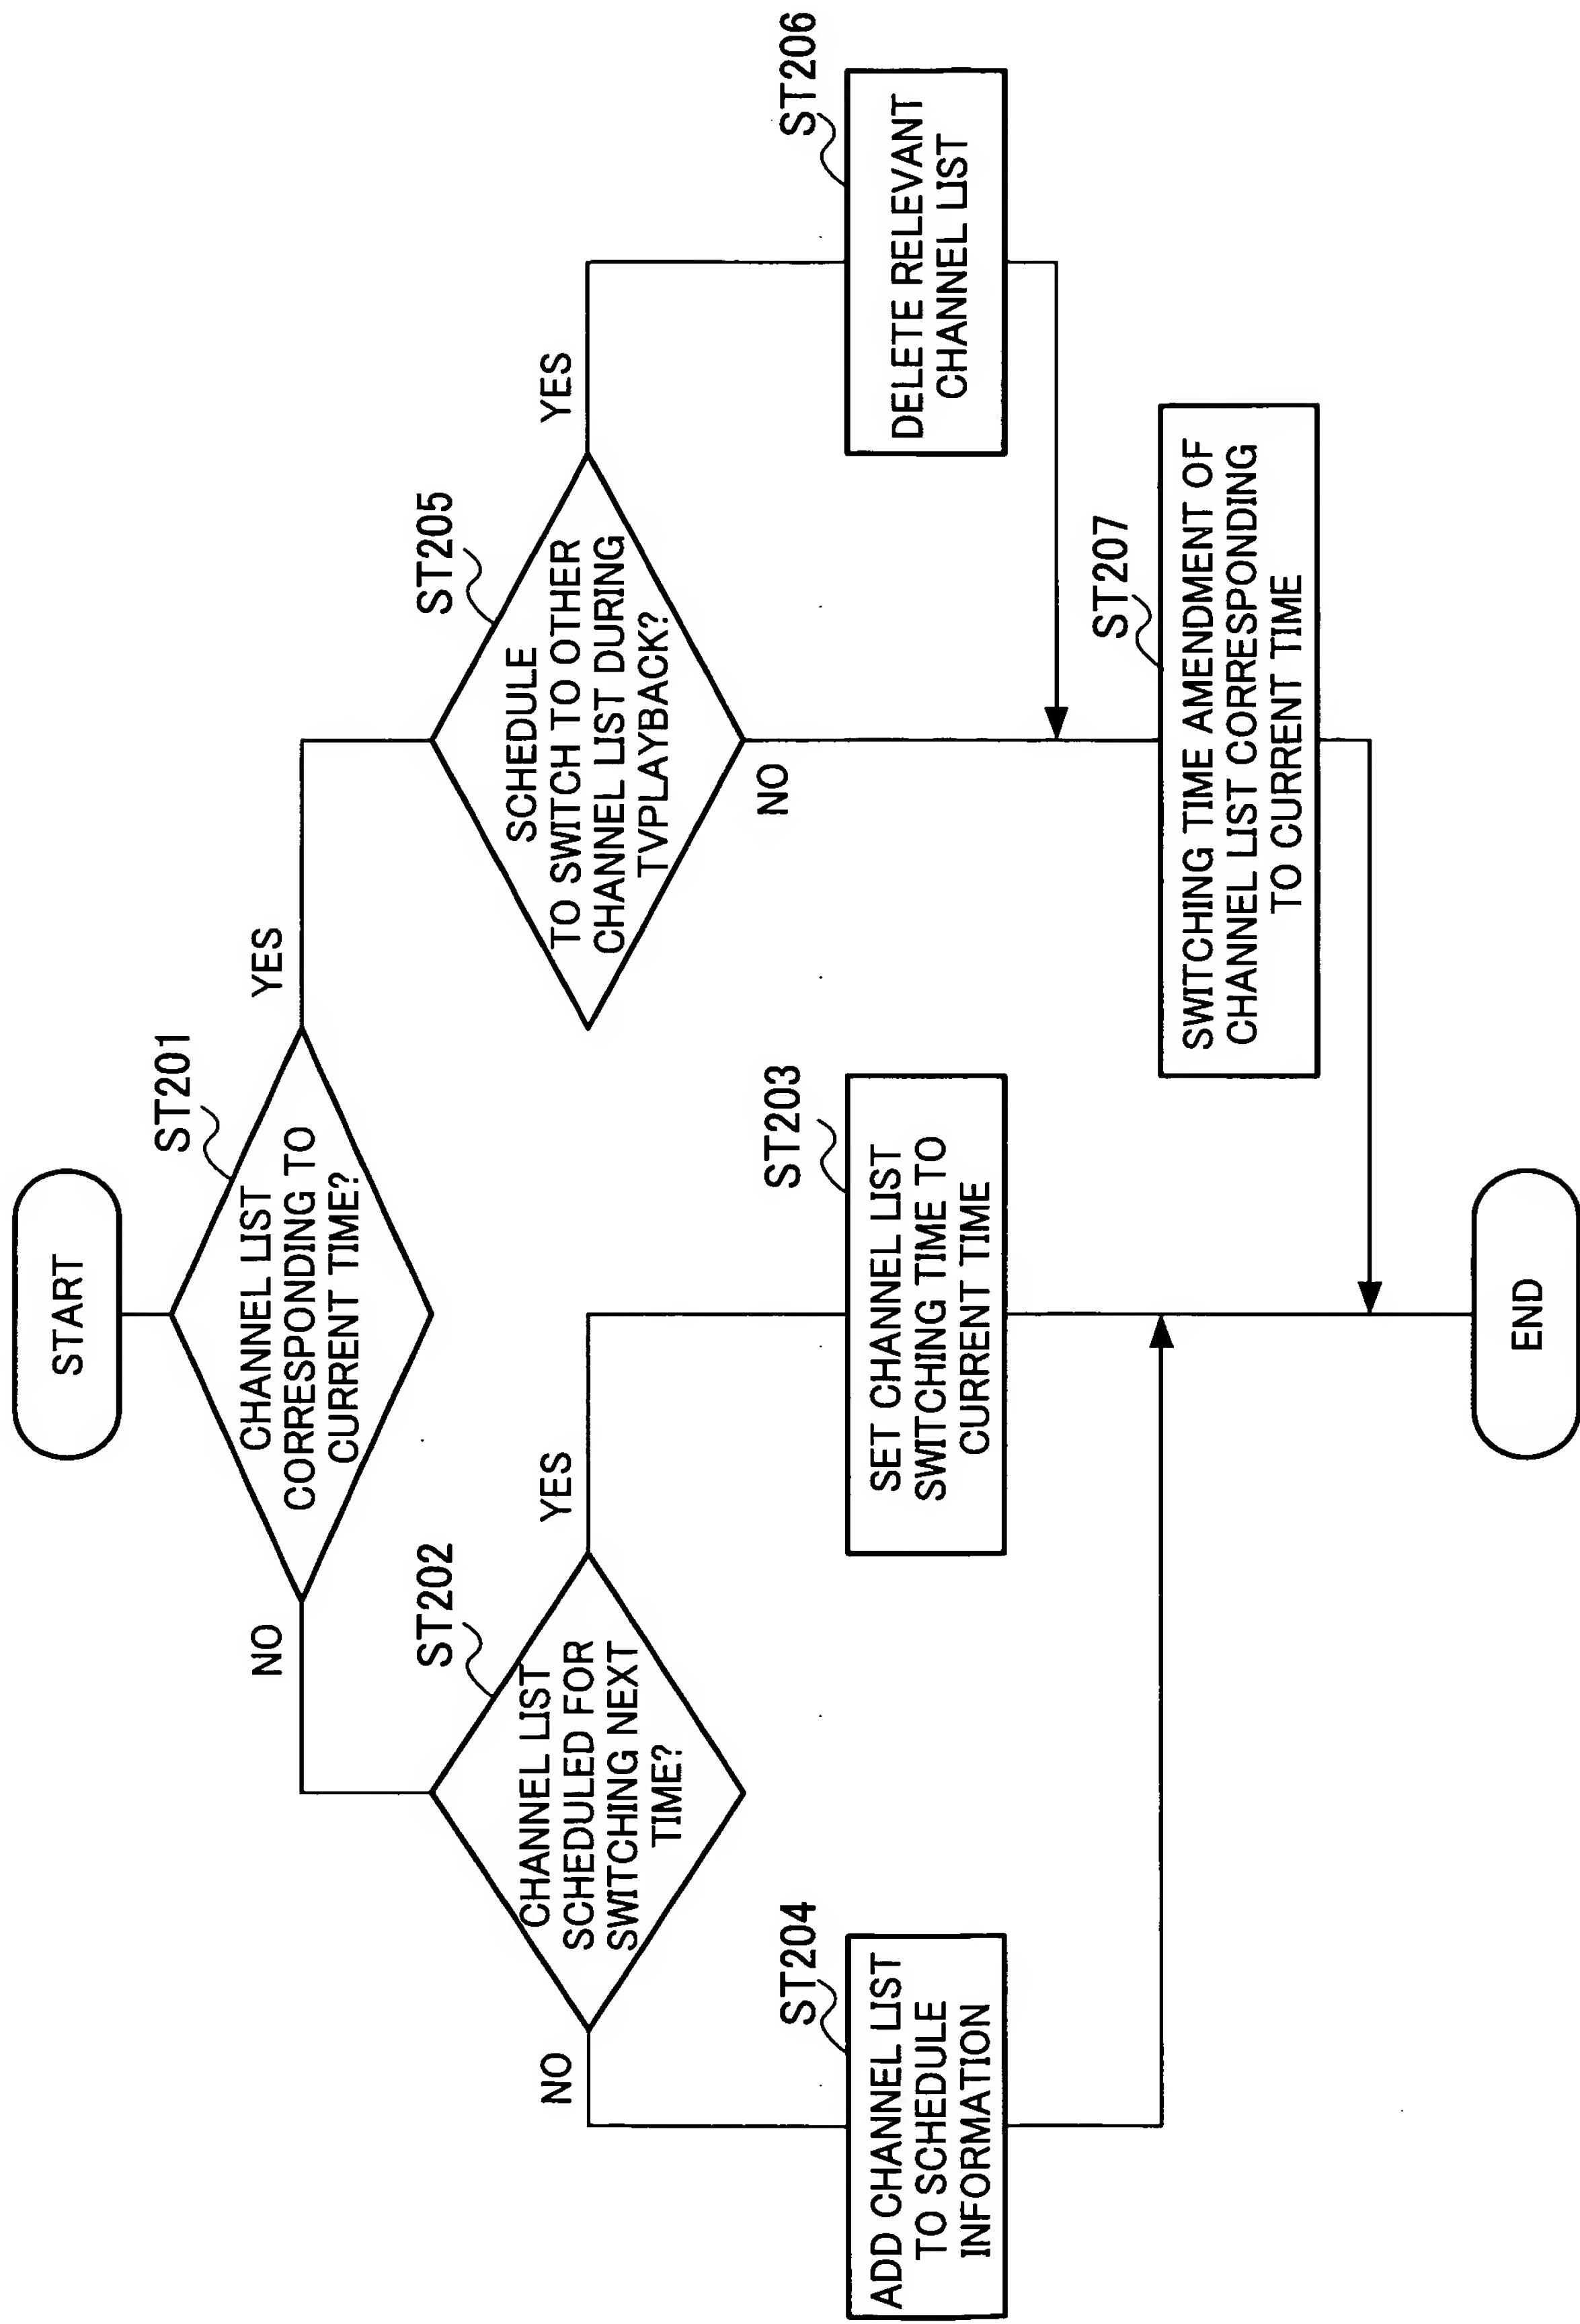 START
ST201
CHANNEL LIST
CORRESPONDING TO
CURRENT TIME?
NO
YES
ST202
CHANNEL LIST
SCHEDULED FOR
SWITCHING NEXT
TIME?
NO
YES
ST205
SCHEDULE
TO SWITCH TO OTHER
CHANNEL LIST DURING
TVPLAYBACK?
YES
NO
ST204
ADD CHANNEL LIST
TO SCHEDULE
INFORMATION
ST203
SET CHANNEL LIST
SWITCHING TIME TO
CURRENT TIME
ST206
DELETE RELEVANT
CHANNEL LIST
ST207
SWITCHING TIME AMENDMENT OF
CHANNEL LIST CORRESPONDING
TO CURRENT TIME
END